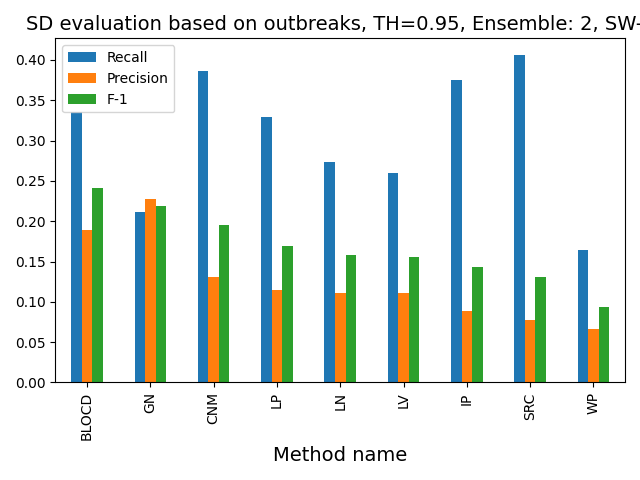 SD evaluation based on outbreaks, TH=0.95, Ensemble: 2, SW-
Recall
Precision
F-1
0.40
0.35
0.30
0.25
0.20
0.15
0.10
0.05
0.00
BLOCD
GN
CNM
LP
LN
LV
IP
SRC
WP
Method name